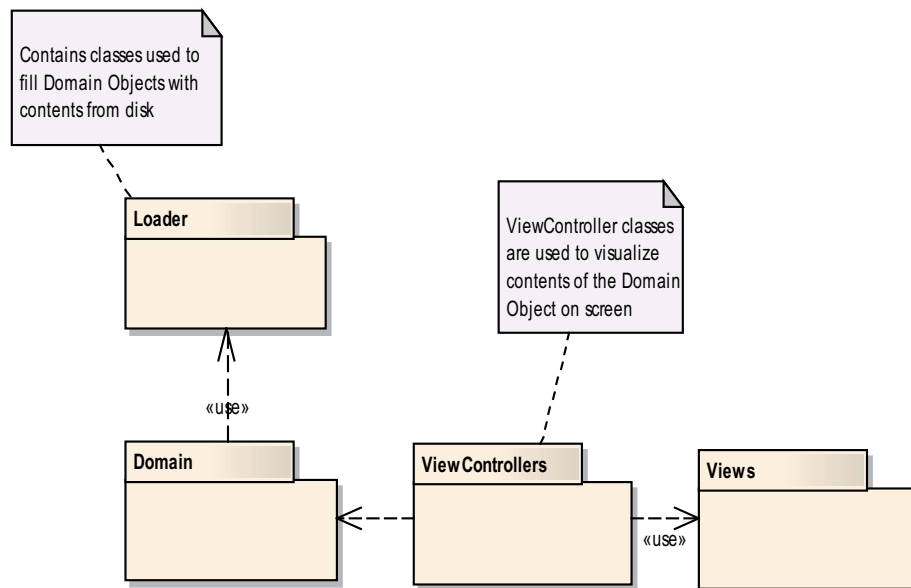 Contains classes used to
fill Domain Objects with
contents from disk
Loader
ViewController classes
are used to visualize
contents of the Domain
Object on screen
«use»
Domain
ViewControllers
Views
«use»